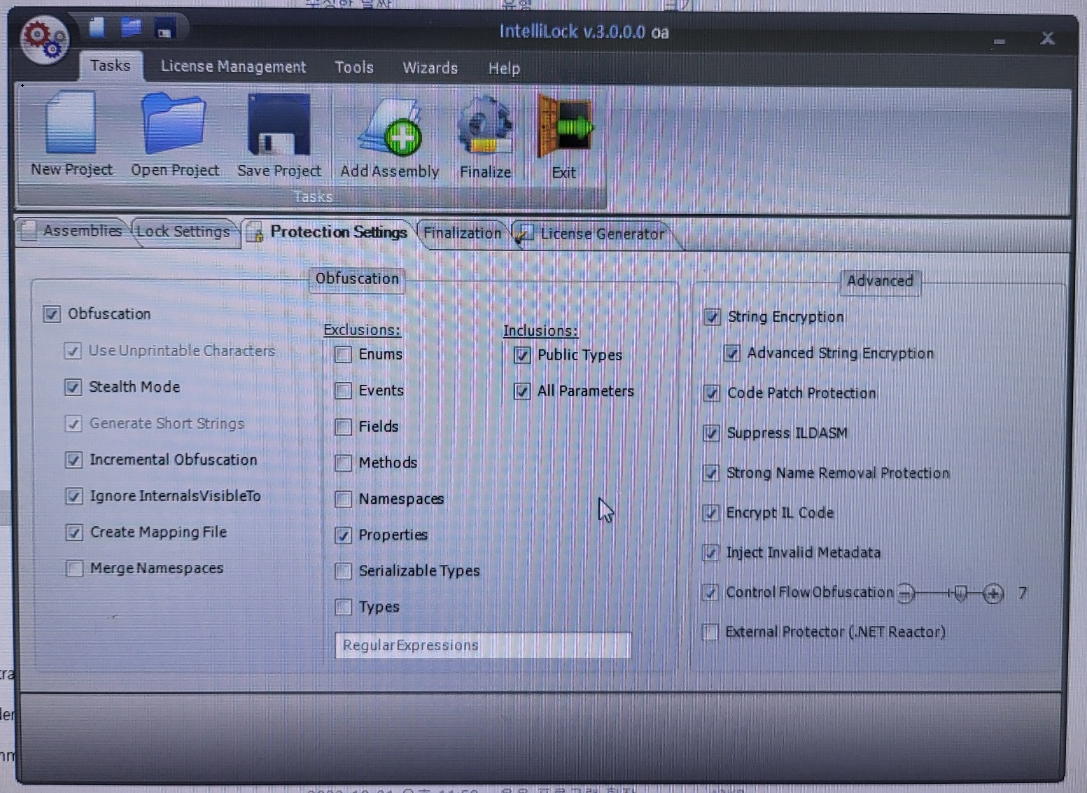 IntelliLock v.3.0.0.0 oa
Tasks License Management Tools Wizards Help
New Project Open Project Save Project Add Assembly Finalize Exit
Tasks
Assemblies Lock Settings Protection Settings Finalization License Generator
Obfuscation
Obfuscation
Use Unprintable Characters
Stealth Mode
Generate Short Strings
Incremental Obfuscation
Ignore InternalsVisibleTo
Create Mapping File
Merge Namespaces
Exclusions:
Enums
Events
Fields
Methods
Namespaces
Properties
Serializable Types
Types
RegularExpressions
Inclusions:
Public Types
All Parameters
Advanced
String Encryption
Advanced String Encryption
Code Patch Protection
Suppress ILDASM
Strong Name Removal Protection
Encrypt IL Code
Inject Invalid Metadata
Control Flow Obfuscation 7
External Protector (.NET Reactor)